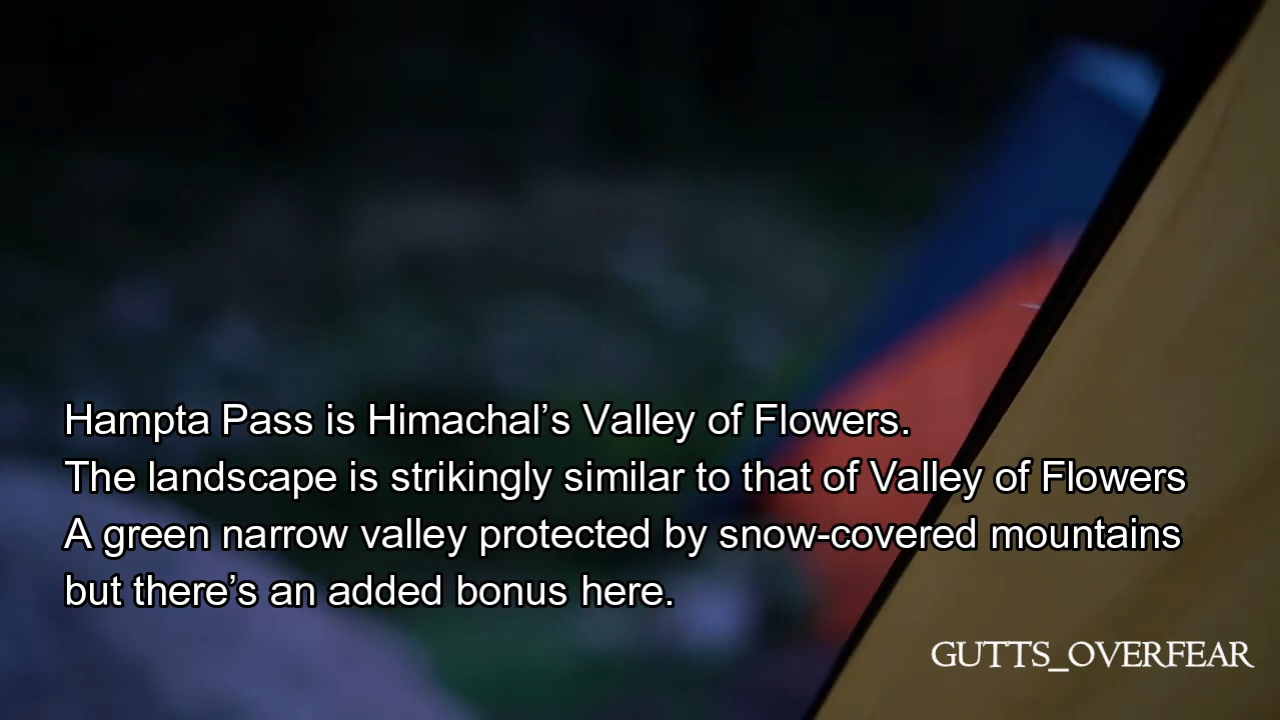 Hampta Pass is Himachal’s Valley of Flowers.
The landscape is strikingly similar to that of Valley of Flowers
A green narrow valley protected by snow-covered mountains
but there’s an added bonus here.
GUTTS_OVERFEAR